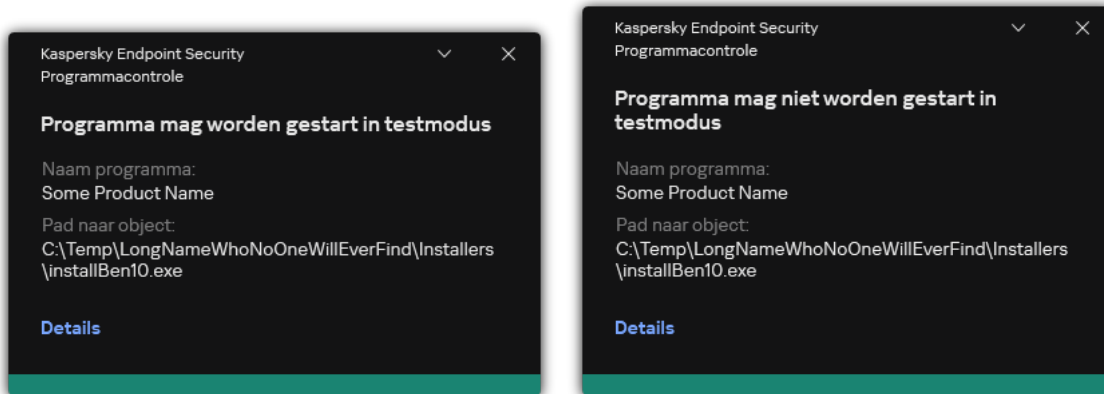 Kaspersky Endpoint Security
Programmacontrole
Programma mag worden gestart in testmodus
Naam programma:
Some Product Name
Pad naar object:
C:\Temp\LongNameWhoNoOneWillEverFind\Installers
\installBen10.exe
Details
Kaspersky Endpoint Security
Programmacontrole
Programma mag niet worden gestart in
testmodus
Naam programma:
Some Product Name
Pad naar object:
C:\Temp\LongNameWhoNoOneWillEverFind\Installers
\installBen10.exe
Details